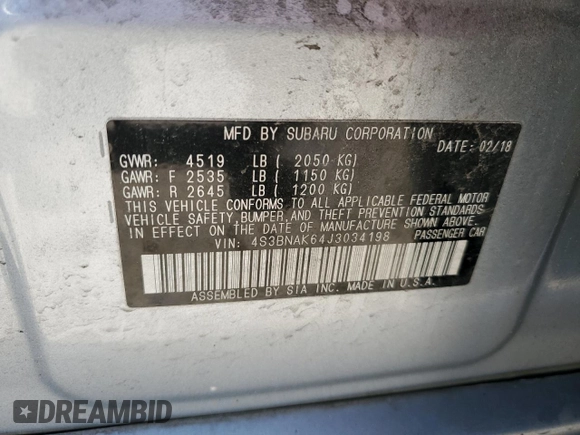 MFD BY SUBARU CORPORATION
DATE: 02/18
GVWR: 4519 LB ( 2050 KG)
GAWR: F 2535 LB ( 1150 KG)
GAWR: R 2645 LB ( 1200 KG)
THIS VEHICLE CONFORMS TO ALL APPLICABLE FEDERAL MOTOR
VEHICLE SAFETY, BUMPER, AND THEFT PREVENTION STANDARDS
IN EFFECT ON THE DATE OF MANUFACTURE SHOWN ABOVE.
VIN: 4S3BNAK64J3034198 PASSENGER CAR
ASSEMBLED BY SIA INC. MADE IN U.S.A.
DREAMBID